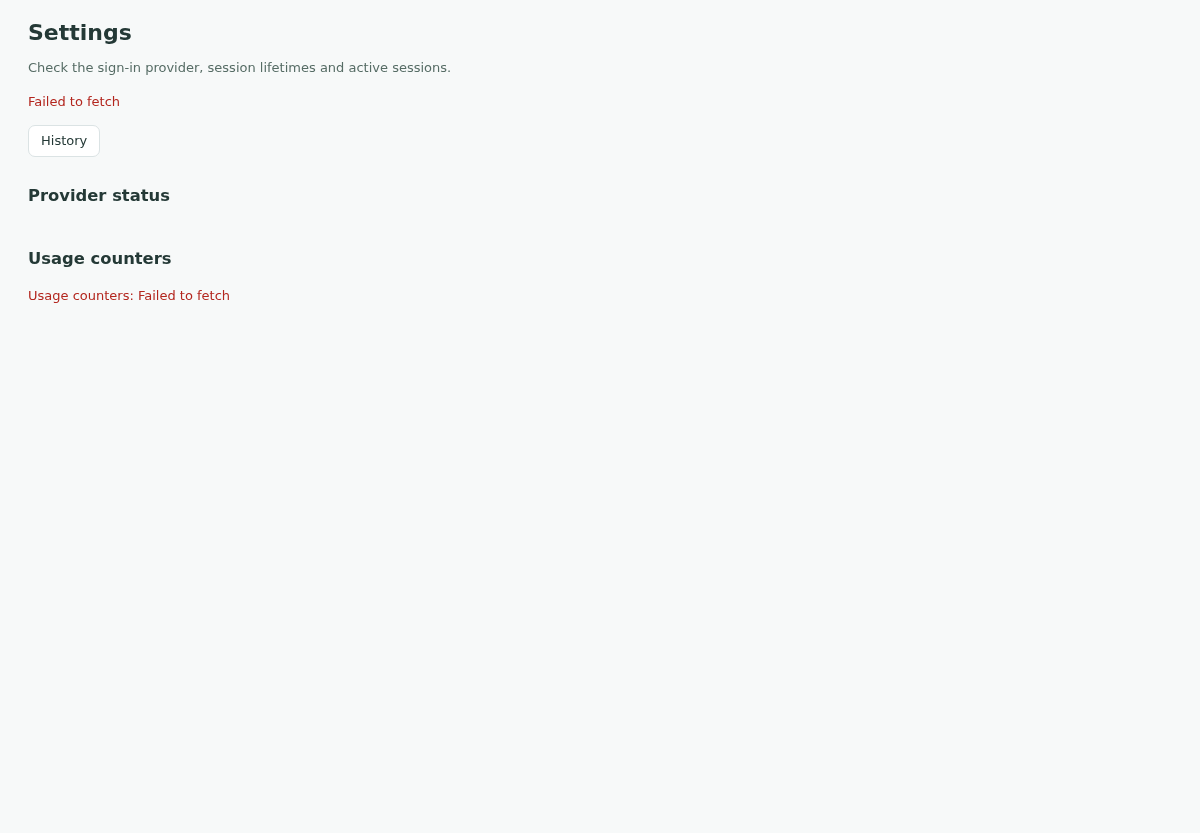 Settings
Check the sign-in provider, session lifetimes and active sessions.
Failed to fetch
History
Provider status
Usage counters
Usage counters: Failed to fetch